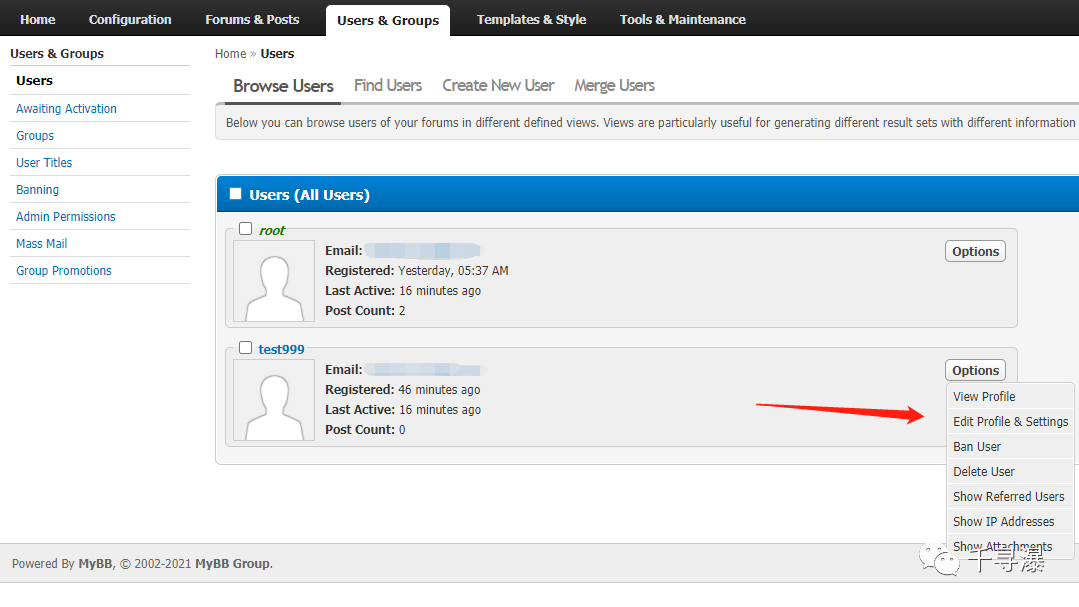 Home Configuration Forums & Posts Users & Groups Templates & Style Tools & Maintenance
Users & Groups
Users
Awaiting Activation
Groups
User Titles
Banning
Admin Permissions
Mass Mail
Group Promotions
Home » Users
Browse Users Find Users Create New User Merge Users
Below you can browse users of your forums in different defined views. Views are particularly useful for generating different result sets with different information
Users (All Users)
root
Email:
Registered: Yesterday, 05:37 AM
Last Active: 16 minutes ago
Post Count: 2
Options
test999
Email:
Registered: 46 minutes ago
Last Active: 16 minutes ago
Post Count: 0
Options
View Profile
Edit Profile & Settings
Ban User
Delete User
Show Referred Users
Show IP Addresses
Show Attachments
千寻瀑
Powered By MyBB, © 2002-2021 MyBB Group.